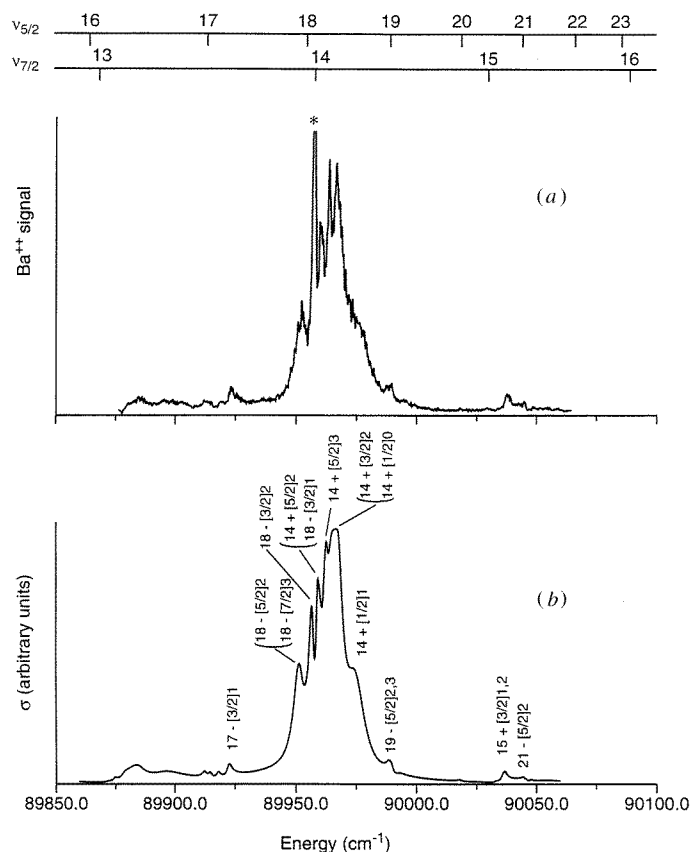 16 17 18 19 20 21 22 23
ν5/2
ν7/2
13 14 15 16
*
(a)
Ba++ signal
18 - [5/2]2
18 - [7/2]3
18 - [3/2]2
14 + [5/2]2
18 - [3/2]1
14 + [5/2]3
14 + [3/2]2
14 + [1/2]0
(b)
σ (arbitrary units)
17 - [3/2]1
14 + [1/2]1
19 - [5/2]2,3
15 + [3/2]1,2
21 - [5/2]2
89850.0 89900.0 89950.0 90000.0 90050.0 90100.0
Energy (cm-1)